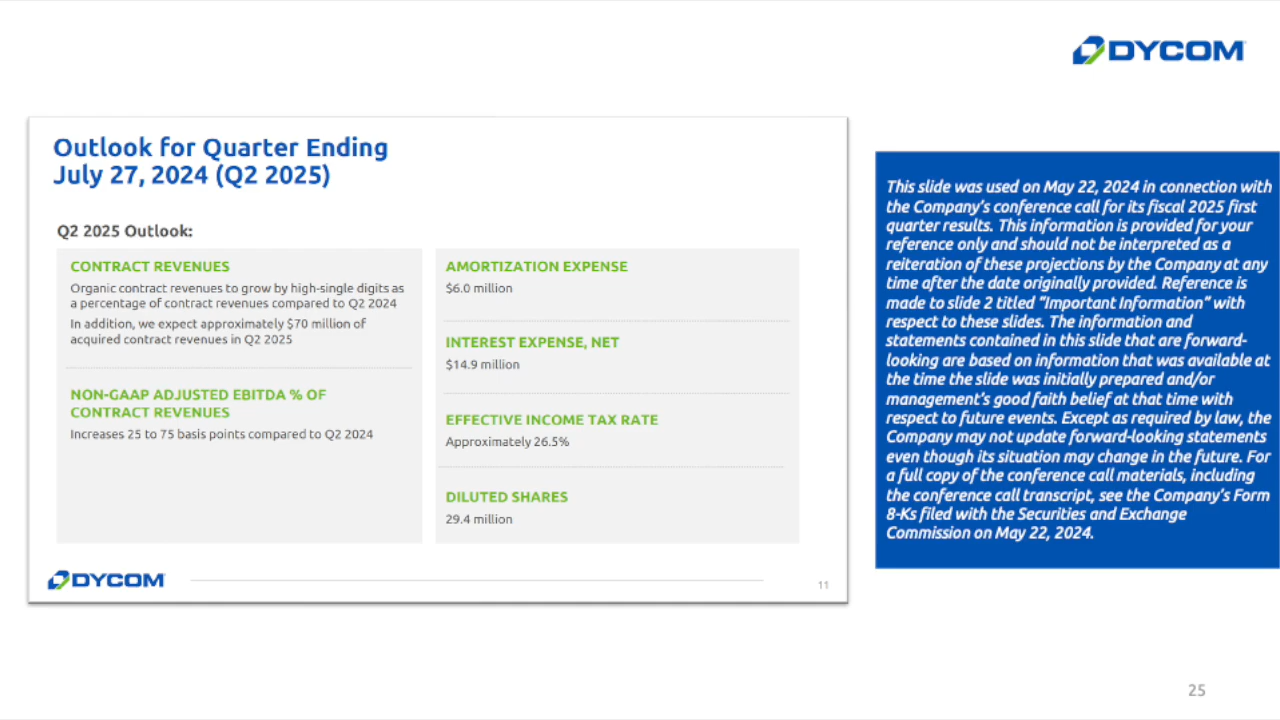 DYCOM
Outlook for Quarter Ending
July 27, 2024 (Q2 2025)
Q2 2025 Outlook:
CONTRACT REVENUES
Organic contract revenues to grow by high-single digits as
a percentage of contract revenues compared to Q2 2024
In addition, we expect approximately $70 million of
acquired contract revenues in Q2 2025
NON-GAAP ADJUSTED EBITDA % OF
CONTRACT REVENUES
Increases 25 to 75 basis points compared to Q2 2024
AMORTIZATION EXPENSE
$6.0 million
INTEREST EXPENSE, NET
$14.9 million
EFFECTIVE INCOME TAX RATE
Approximately 26.5%
DILUTED SHARES
29.4 million
DYCOM
11
This slide was used on May 22, 2024 in connection with
the Company's conference call for its fiscal 2025 first
quarter results. This information is provided for your
reference only and should not be interpreted as a
reiteration of these projections by the Company at any
time after the date originally provided. Reference is
made to slide 2 titled "Important Information" with
respect to these slides. The information and
statements contained in this slide that are forward-
looking are based on information that was available at
the time the slide was initially prepared and/or
management's good faith belief at that time with
respect to future events. Except as required by law, the
Company may not update forward-looking statements
even though its situation may change in the future. For
a full copy of the conference call materials, including
the conference call transcript, see the Company's Form
8-Ks filed with the Securities and Exchange
Commission on May 22, 2024.
25